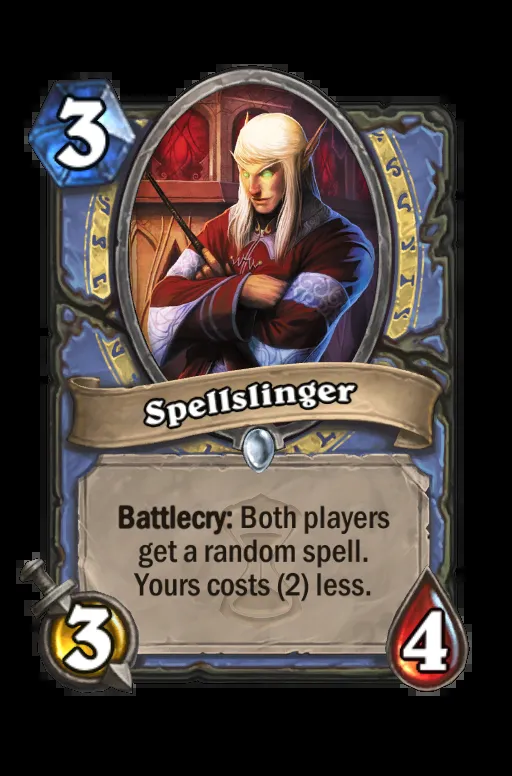 3
Spellslinger
Battlecry: Both players
get a random spell.
Yours costs (2) less.
3
4